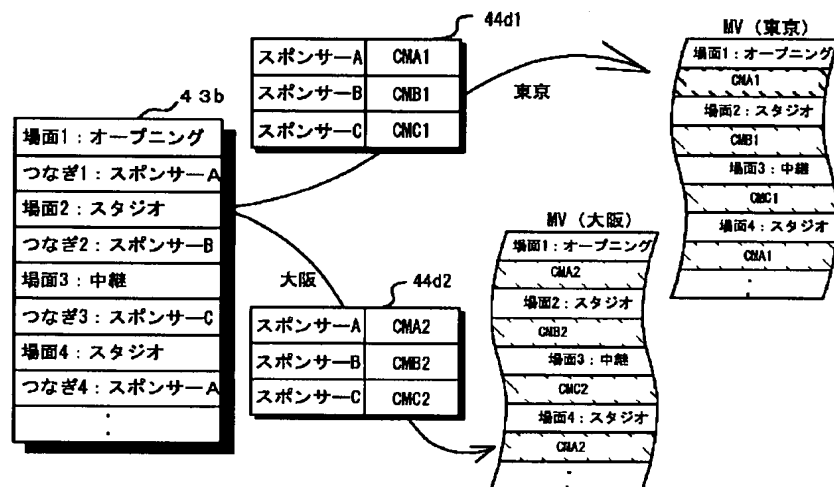 43b
場面1：オープニング
つなぎ1：スポンサーA
場面2：スタジオ
つなぎ2：スポンサーB
場面3：中継
つなぎ3：スポンサーC
場面4：スタジオ
つなぎ4：スポンサーA
:
44d1
スポンサーA CMA1
スポンサーB CMB1
スポンサーC CMC1
東京
MV（東京）
場面1：オープニング
CMA1
場面2：スタジオ
CMB1
場面3：中継
CMC1
場面4：スタジオ
CMA1
:
大阪
44d2
スポンサーA CMA2
スポンサーB CMB2
スポンサーC CMC2
MV（大阪）
場面1：オープニング
CMA2
場面2：スタジオ
CMB2
場面3：中継
CMC2
場面4：スタジオ
CMA2
: